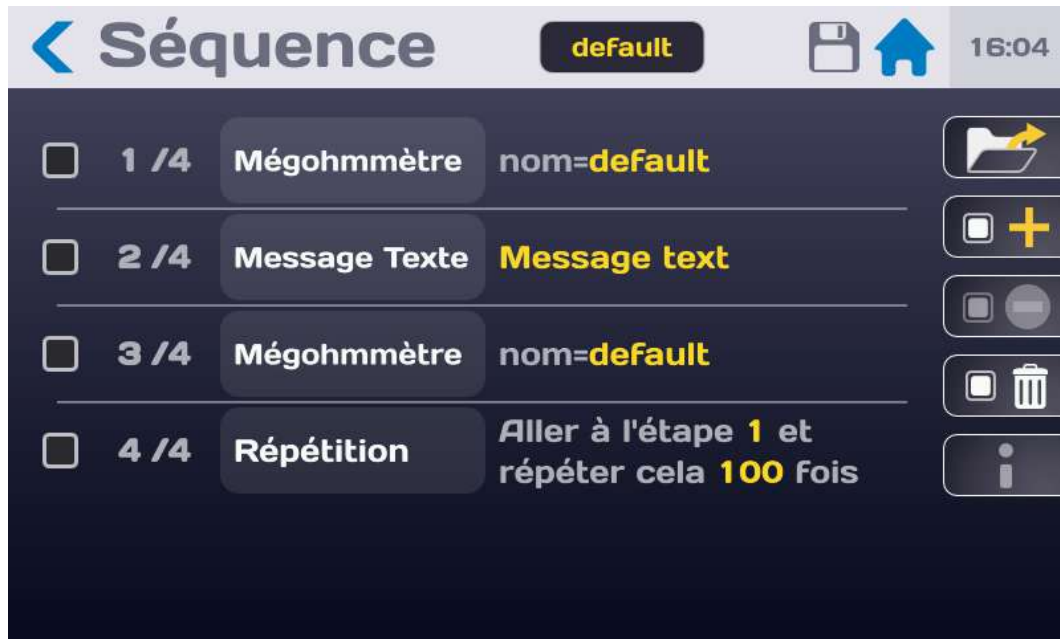 Séquence default 16:04
1 /4 Mégohmmètre nom=default
2 /4 Message Texte Message text
3 /4 Mégohmmètre nom=default
4 /4 Répétition Aller à l'étape 1 et
répéter cela 100 fois